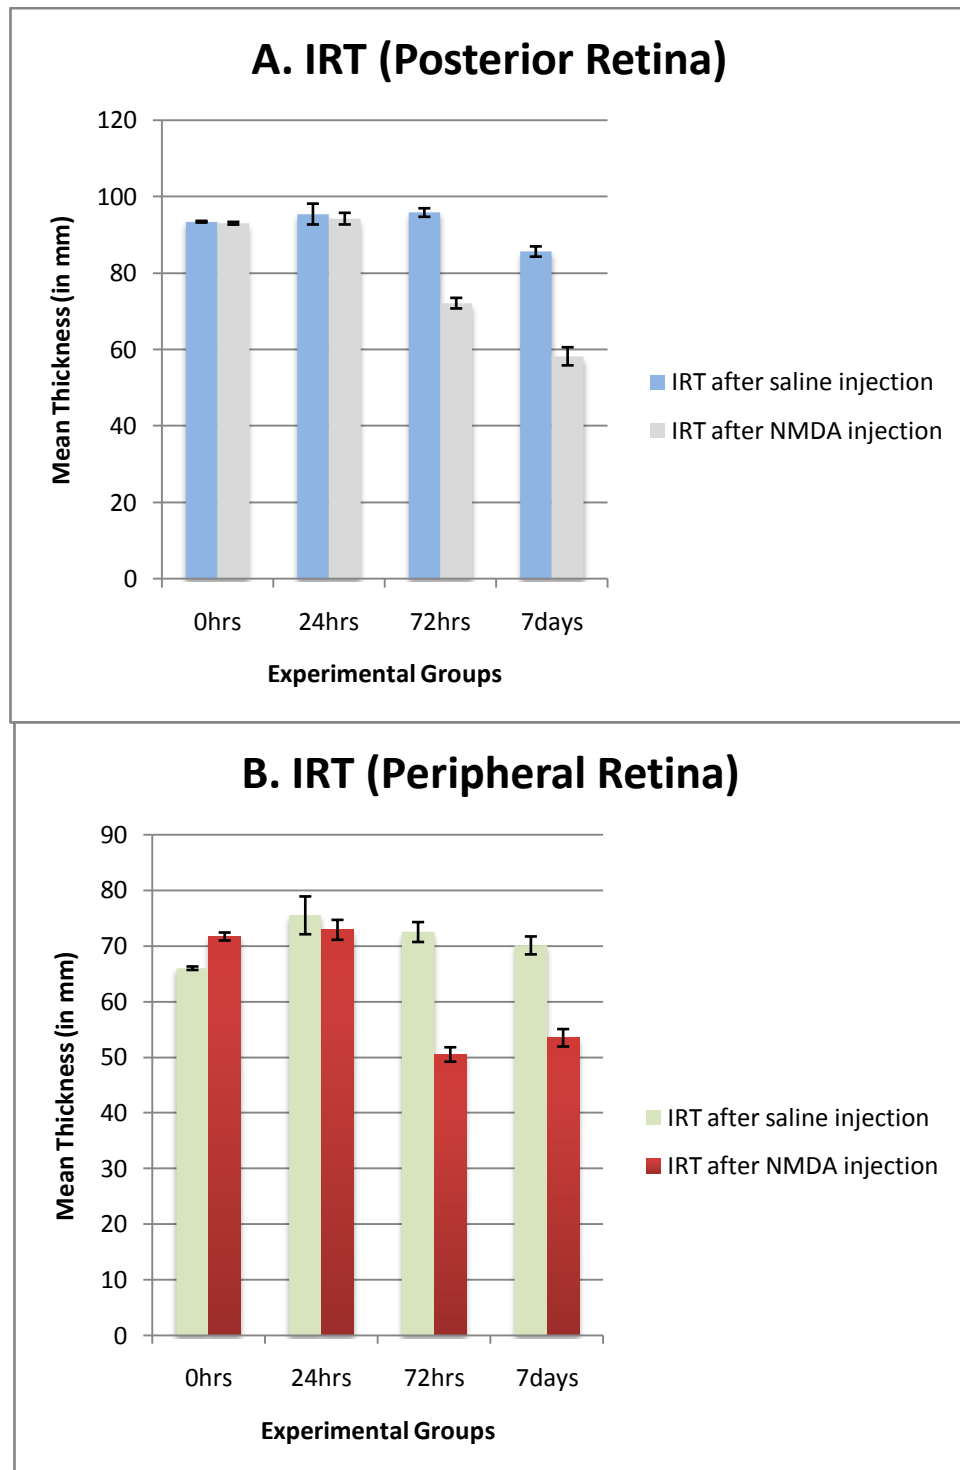 A. IRT (Posterior Retina)
120
100
80
60
40
20
0
Mean Thickness (in mm)
0hrs 24hrs 72hrs 7days
Experimental Groups
IRT after saline injection
IRT after NMDA injection
B. IRT (Peripheral Retina)
90
80
70
60
50
40
30
20
10
0
Mean Thickness (in mm)
0hrs 24hrs 72hrs 7days
Experimental Groups
IRT after saline injection
IRT after NMDA injection